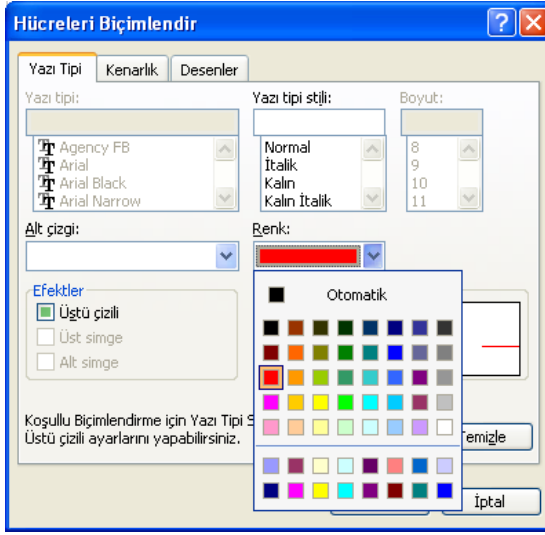 Hücreleri Biçimlendir
Yazı Tipi Kenarlık Desenler
Yazı tipi: Yazı tipi stili: Boyut:
Agency FB Normal 8
Arial İtalik 9
Arial Black Kalın 10
Arial Narrow Kalın İtalik 11
Alt çizgi: Renk:
Efektler Otomatik
Üstü çizili
Üst simge
Alt simge
Koşullu Biçimlendirme için Yazı Tipi S
Üstü çizili ayarlarını yapabilirsiniz. Temizle
İptal